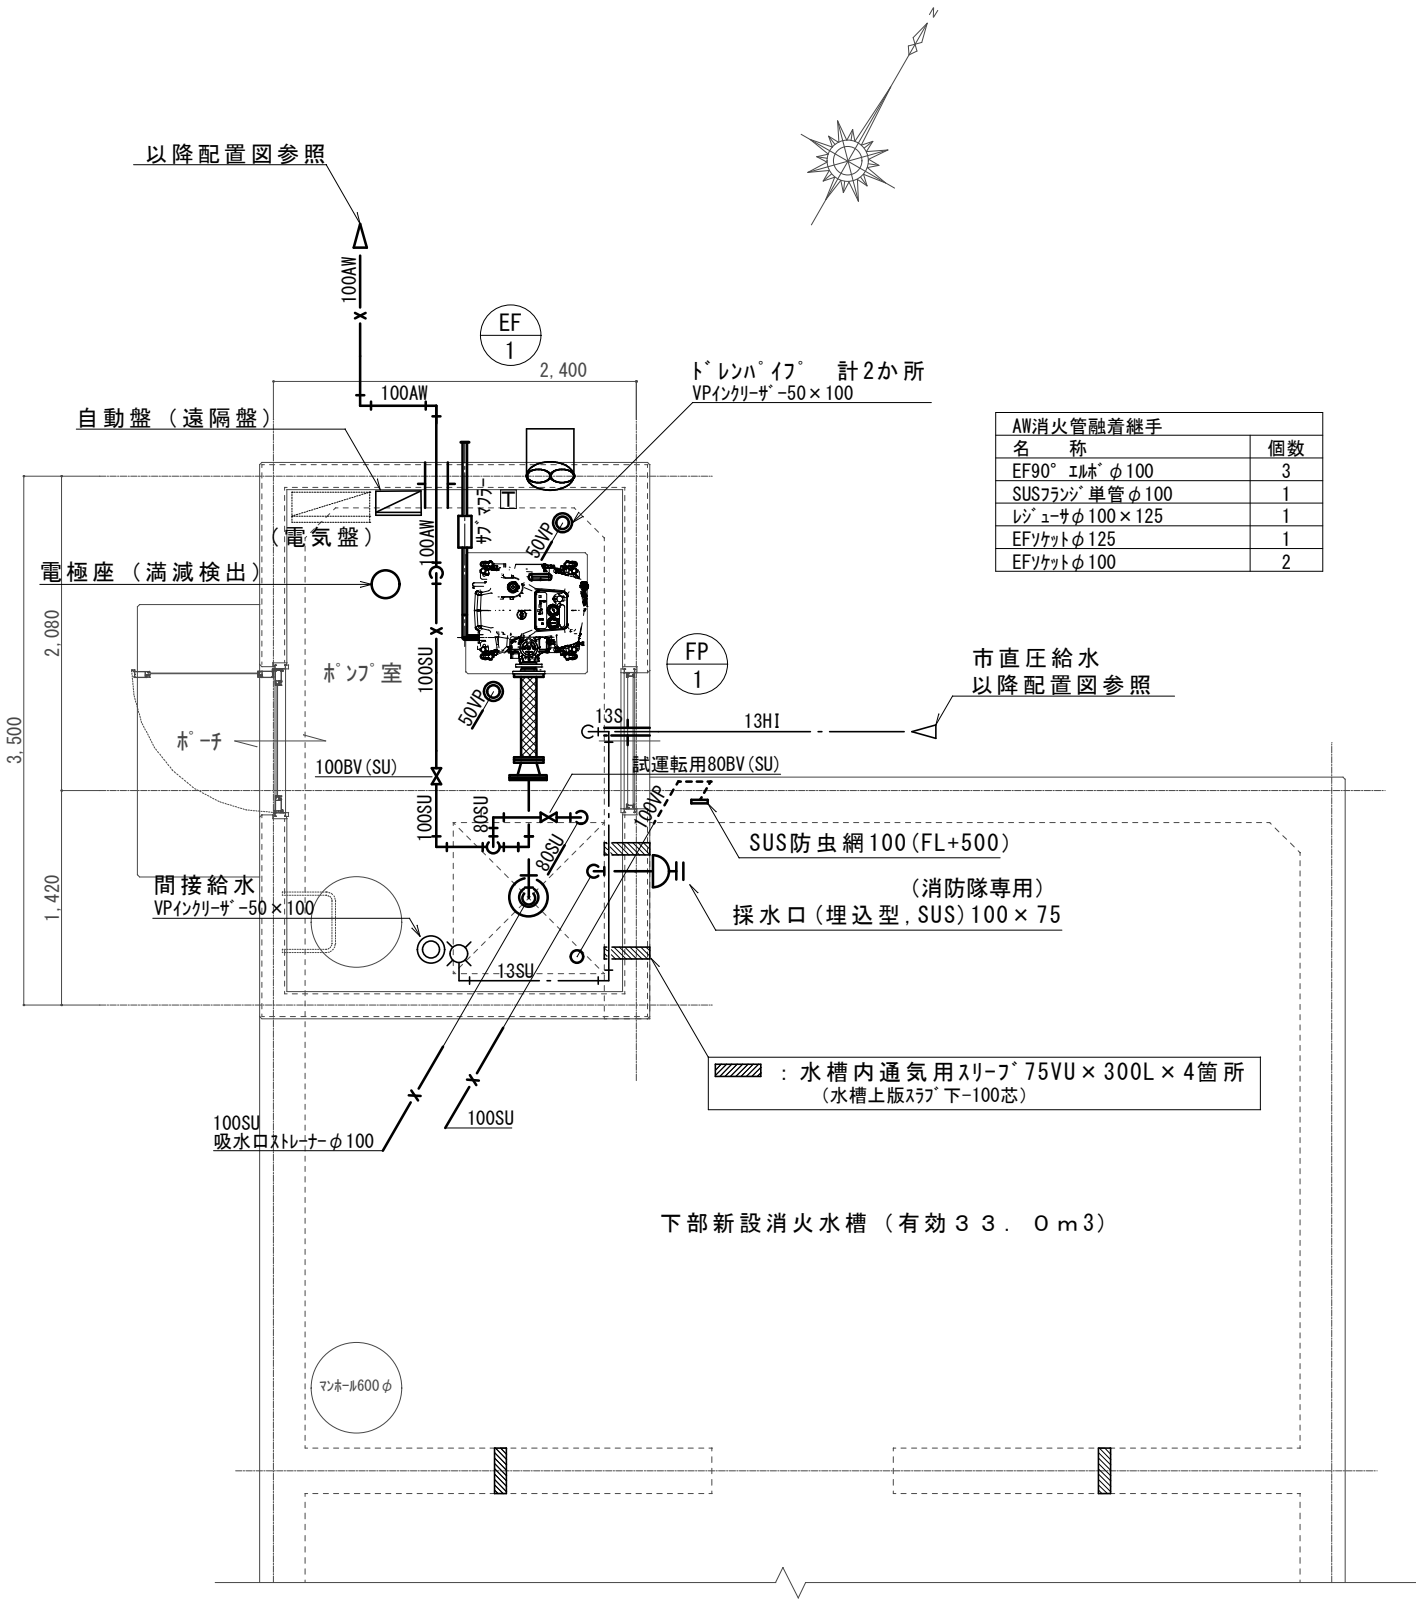 N
以降配置図参照
100AW
EF
1
2,400
100AW
ドレンパイプ 計2か所
VPインクリーザｰ50×100
自動盤（遠隔盤）
AW消火管融着継手
名 称 個数
EF90° エルボφ100 3
SUSフランジ単管φ100 1
レジューサφ100×125 1
EFソケットφ125 1
EFソケットφ100 2
サブマフラー
T
（電気盤）
100AW
50VP
電極座（満減検出）
2,080
ポンプ室
100SU
FP
1
市直圧給水
以降配置図参照
50VP
13S
13HI
3,500
ポーチ
100BV(SU)
試運転用80BV(SU)
100SU
80SU
100VP
80SU
SUS防虫網100(FL+500)
1,420
間接給水
VPインクリーザｰ50×100
（消防隊専用）
採水口(埋込型,SUS)100×75
13SU
：水槽内通気用スリーブ75VU×300L×4箇所
（水槽上版スラブ下-100芯）
100SU
吸水口ストレーナーφ100
100SU
下部新設消火水槽（有効３３．０ｍ3）
マンホール600φ